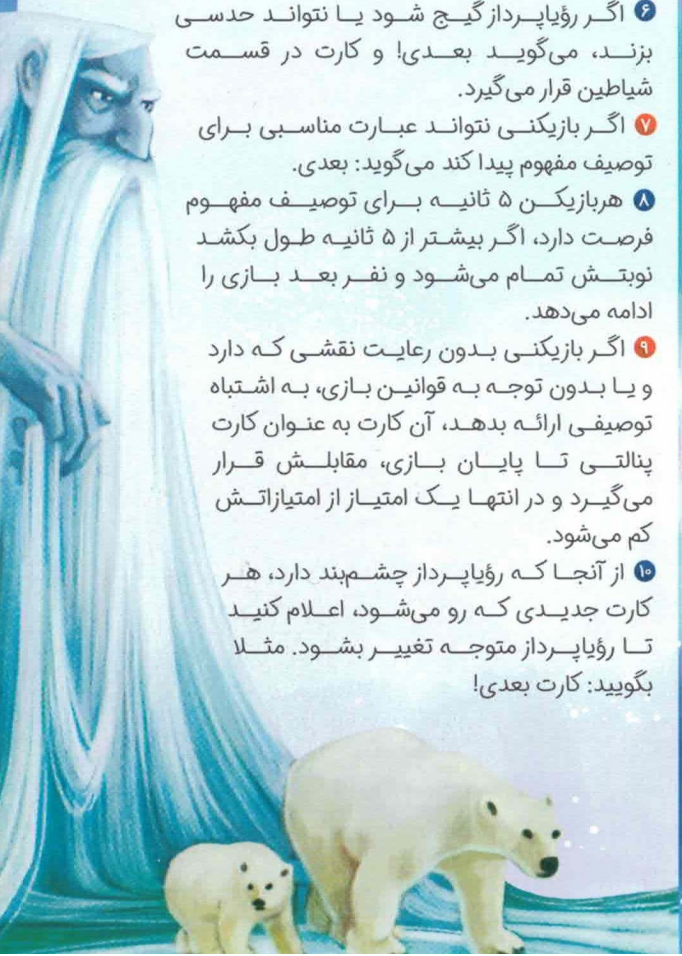 ۶ اگر رؤیاپرداز گیج شود یا نتواند حدسی
بزند، می‌گوید بعدی! و کارت در قسمت
شیاطین قرار می‌گیرد.
۷ اگر بازیکنی نتواند عبارت مناسبی برای
توصیف مفهوم پیدا کند می‌گوید: بعدی.
۸ هربازیکن ۵ ثانیه برای توصیف مفهوم
فرصت دارد، اگر بیشتر از ۵ ثانیه طول بکشد
نوبتش تمام می‌شود و نفر بعد بازی را
ادامه می‌دهد.
۹ اگر بازیکنی بدون رعایت نقشی که دارد
و یا بدون توجه به قوانین بازی، به اشتباه
توصیفی ارائه بدهد، آن کارت به عنوان کارت
پنالتی تا پایان بازی، مقابلش قرار
می‌گیرد و در انتها یک امتیاز از امتیازاتش
کم می‌شود.
۱۰ از آنجا که رؤیاپرداز چشم‌بند دارد، هر
کارت جدیدی که رو می‌شود، اعلام کنید
تا رؤیاپرداز متوجه تغییر بشود. مثلا
بگویید: کارت بعدی!